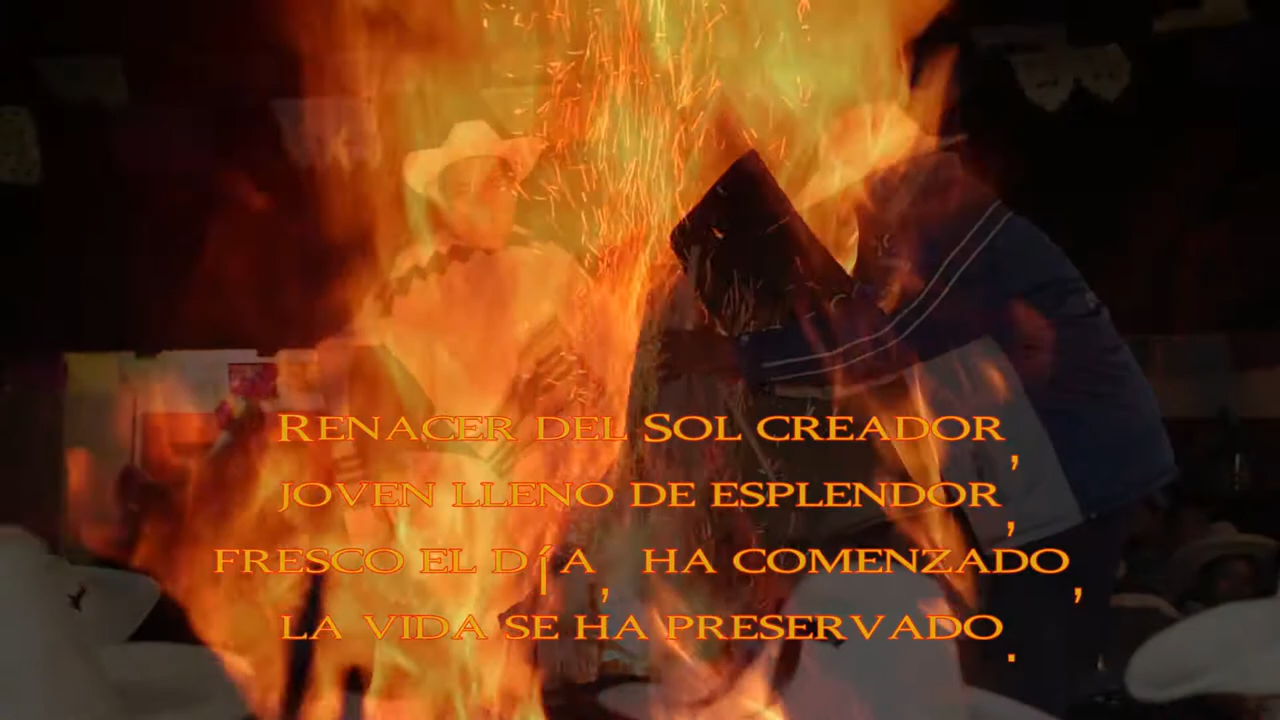 Renacer del Sol creador,
joven lleno de esplendor,
fresco el día, ha comenzado,
la vida se ha preservado.